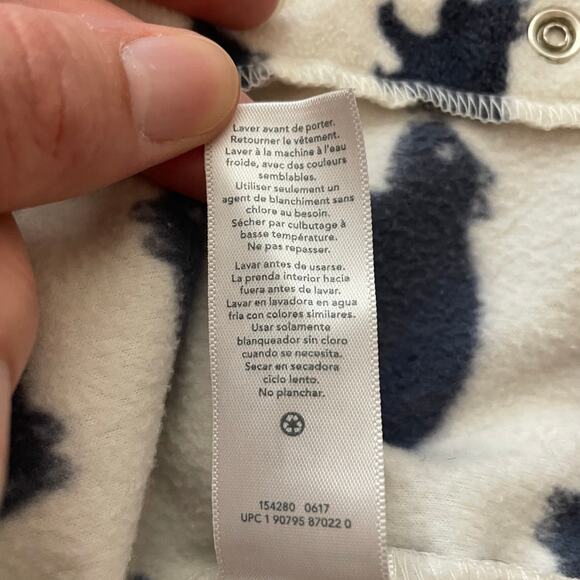 Laver avant de porter.
Retourner le vêtement.
Laver à la machine à l'eau
froide, avec des couleurs
semblables.
Utiliser seulement un
agent de blanchiment sans
chlore au besoin.
Sécher par culbutage à
basse température.
Ne pas repasser.
Lavar antes de usarse.
La prenda interior hacia
fuera antes de lavar.
Lavar en lavadora en agua
fria con colores similares.
Usar solamente
blanqueador sin cloro
cuando se necesita.
Secar en secadora
ciclo lento.
No planchar.
154280 0617
UPC 1 90795 87022 0